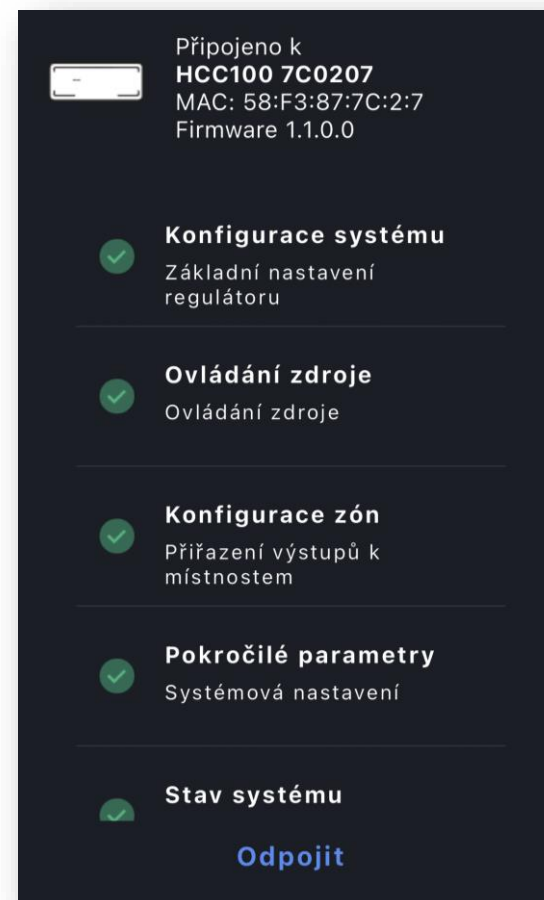 Připojeno k
HCC100 7C0207
MAC: 58:F3:87:7C:2:7
Firmware 1.1.0.0
Konfigurace systému
Základní nastavení
regulátoru
Ovládání zdroje
Ovládání zdroje
Konfigurace zón
Přiřazení výstupů k
místnostem
Pokročilé parametry
Systémová nastavení
Stav systému
Odpojit